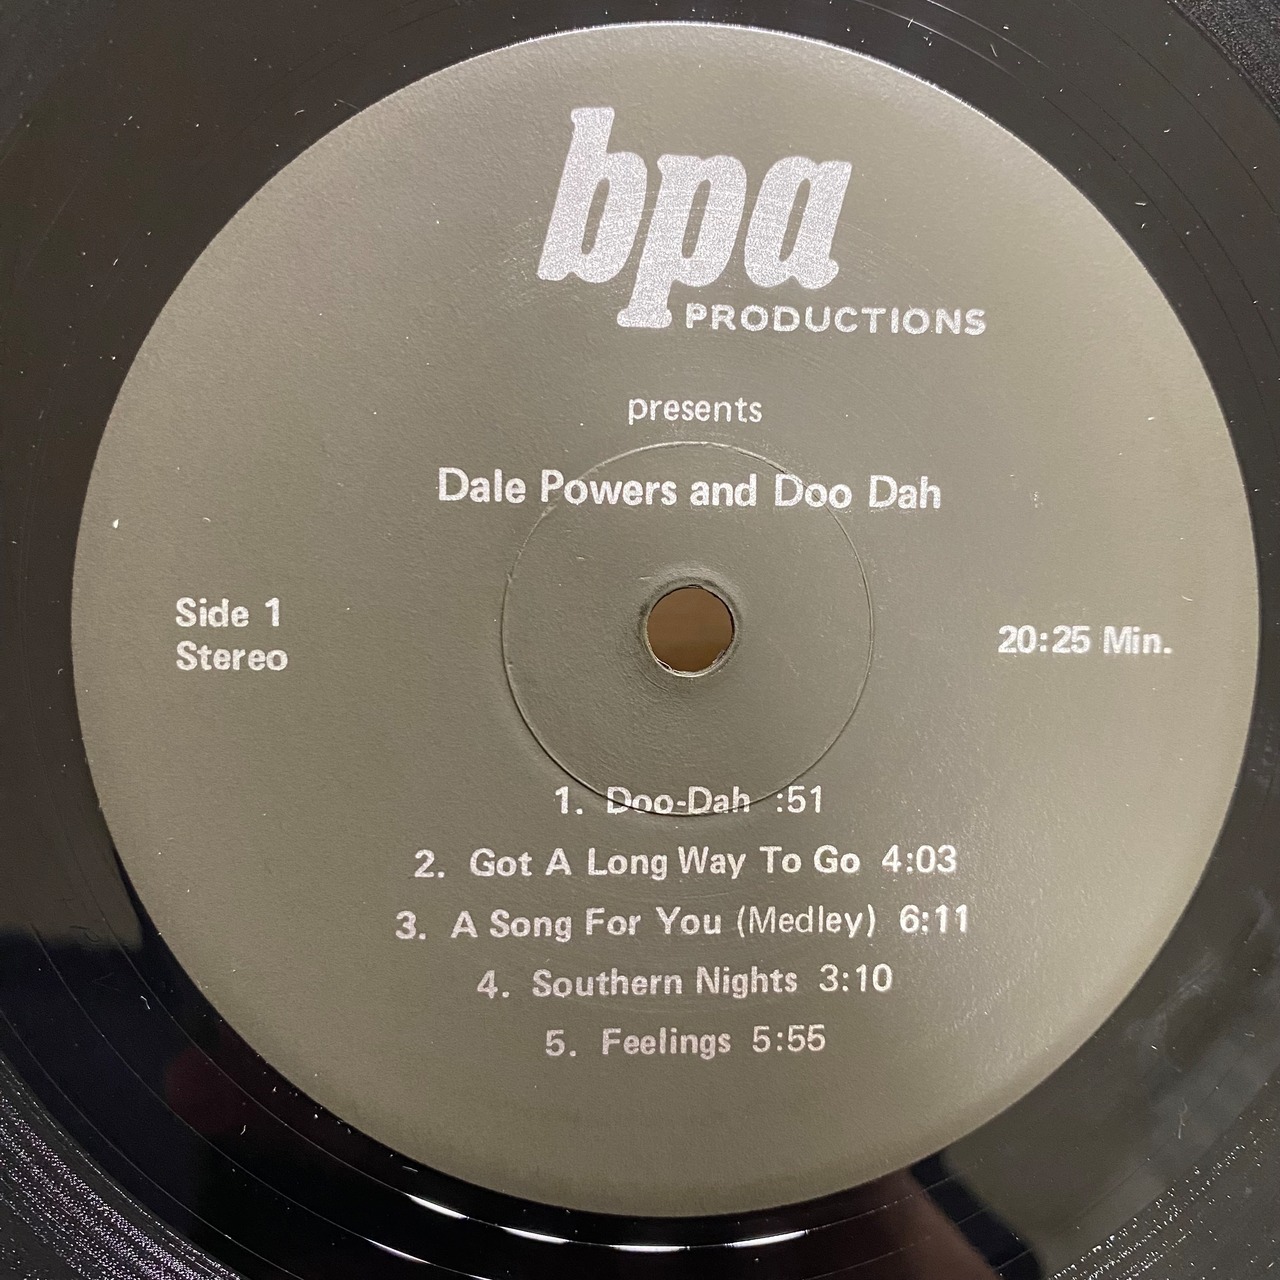 bpa
PRODUCTIONS
presents
Dale Powers and Doo Dah
Side 1
Stereo
20:25 Min.
1. Doo-Dah :51
2. Got A Long Way To Go 4:03
3. A Song For You (Medley) 6:11
4. Southern Nights 3:10
5. Feelings 5:55